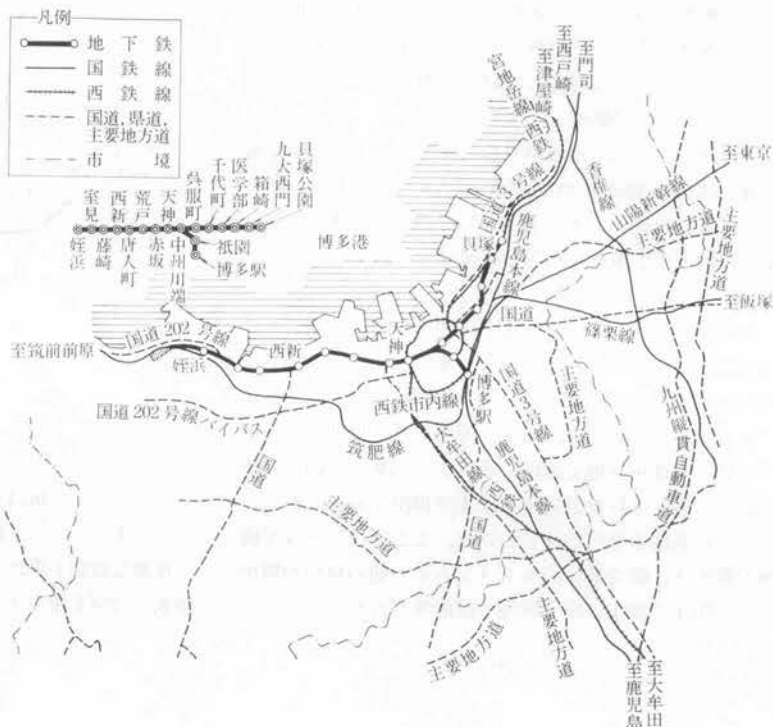 凡例
地下鉄
国鉄線
西鉄線
国道,県道,
主要地方道
市境
室見
西新
荒戸
天神
呉服町
千代町
医学部
九大西門
箱崎
貝塚公園
姪浜
藤崎
唐人町
赤坂
中州川端
祇園
博多駅
博多港
宮地岳線(西鉄)
至津屋崎
至西戸崎
至門司
国道3号線
鹿児島本線
香椎線
山陽新幹線
至東京
主要地方道
主要地方道
貝塚
国道
至飯塚
篠栗線
国道202号線
至筑前前原
姪浜
西新
天神
博多駅
西鉄市内線
国道202号線バイパス
筑肥線
国道
主要地方道
国道3号線
主要地方道
九州縦貫自動車道
大牟田線(西鉄)
鹿児島本線
国道
主要地方道
主要地方道
至鹿児島
至大牟田